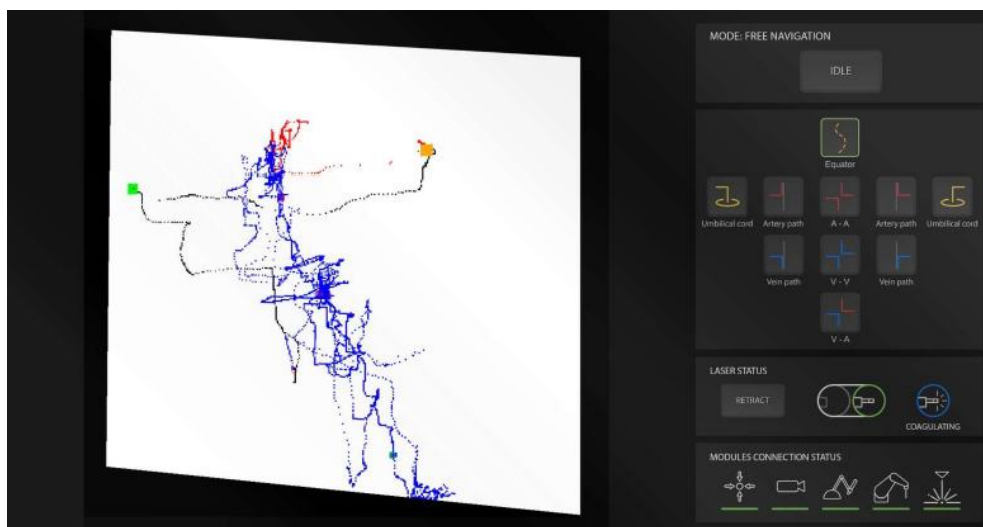 MODE: FREE NAVIGATION
IDLE
Equator
Umbilical cord Artery path A - A Artery path Umbilical cord
Vein path V - V Vein path
V - A
LASER STATUS
RETRACT
COAGULATING
MODULES CONNECTION STATUS